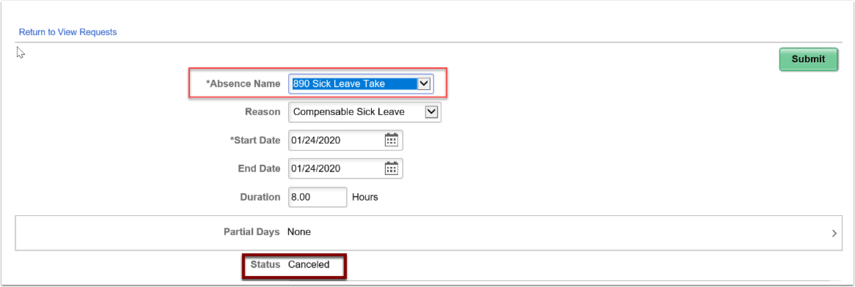 Return to View Requests
Submit
*Absence Name 890 Sick Leave Take
Reason Compensable Sick Leave
*Start Date 01/24/2020
End Date 01/24/2020
Duration 8.00 Hours
Partial Days None
Status Canceled